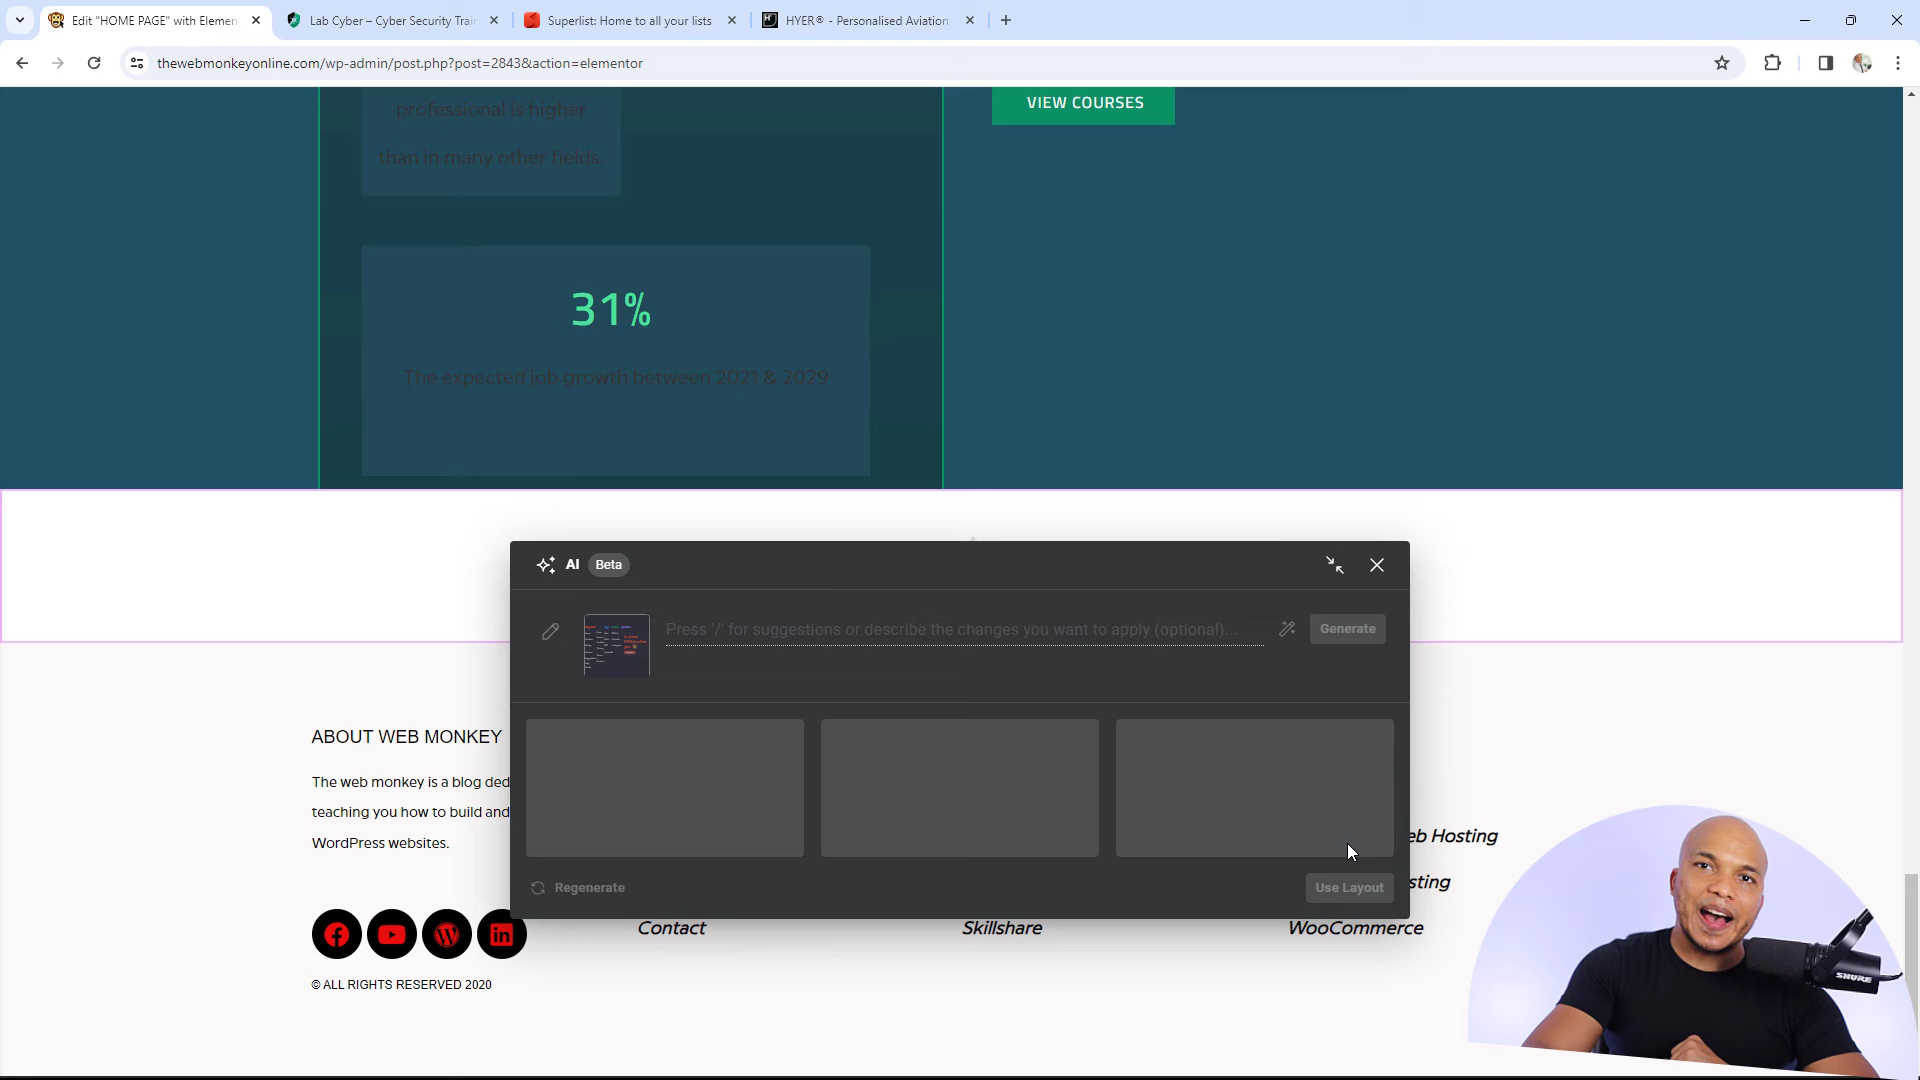 Edit "HOME PAGE" with Elemen
Lab Cyber – Cyber Security Trai
Superlist: Home to all your lists
HYER® - Personalised Aviation
thewebmonkeyonline.com/wp-admin/post.php?post=2843&action=elementor
professional is higher
than in many other fields.
VIEW COURSES
31%
The expected job growth between 2021 & 2029
AI Beta
Press '/' for suggestions or describe the changes you want to apply (optional)...
Generate
Regenerate
Use Layout
ABOUT WEB MONKEY
The web monkey is a blog ded
teaching you how to build and
WordPress websites.
eb Hosting
sting
Contact
Skillshare
WooCommerce
© ALL RIGHTS RESERVED 2020
SHURE